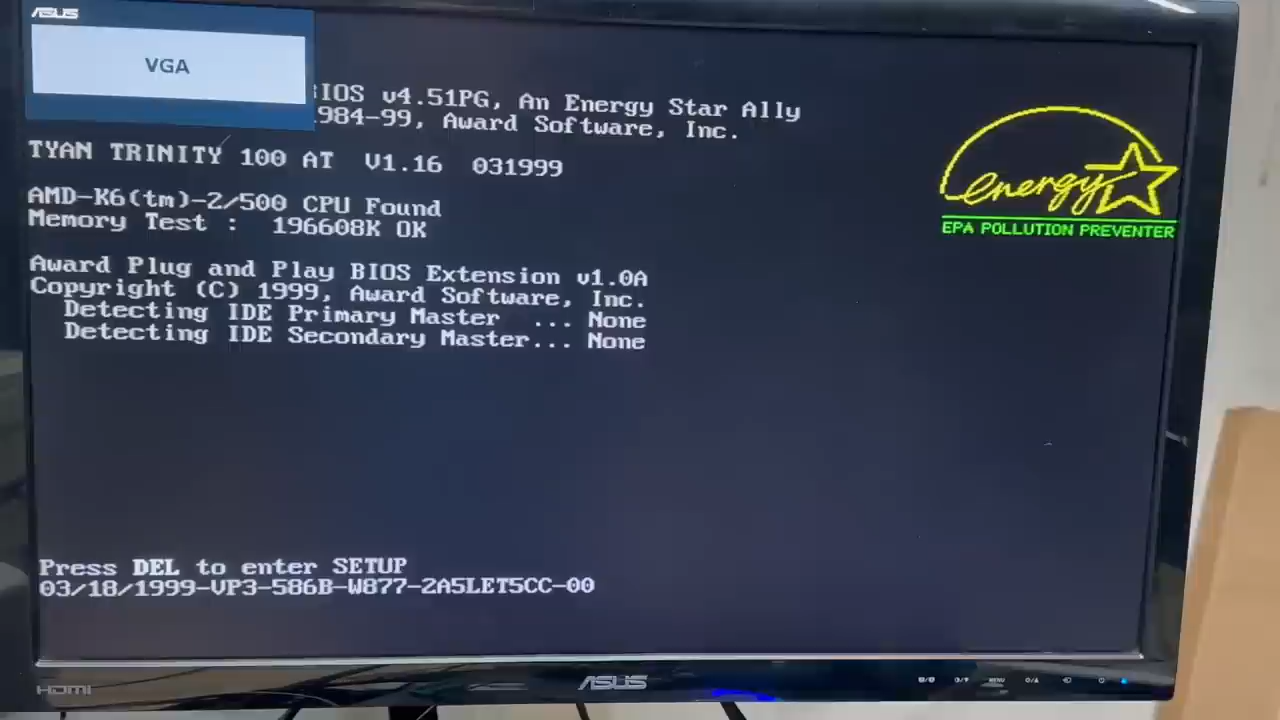 ASUS
VGA
BIOS v4.51PG, An Energy Star Ally
1984-99, Award Software, Inc.
TYAN TRINITY 100 AT V1.16 031999
AMD-K6(tm)-2/500 CPU Found
Memory Test : 196608K OK
energy
EPA POLLUTION PREVENTER
Award Plug and Play BIOS Extension v1.0A
Copyright (C) 1999, Award Software, Inc.
Detecting IDE Primary Master ... None
Detecting IDE Secondary Master... None
Press DEL to enter SETUP
03/18/1999-VP3-586B-W877-2A5LET5CC-00
HDMI
ASUS
MENU